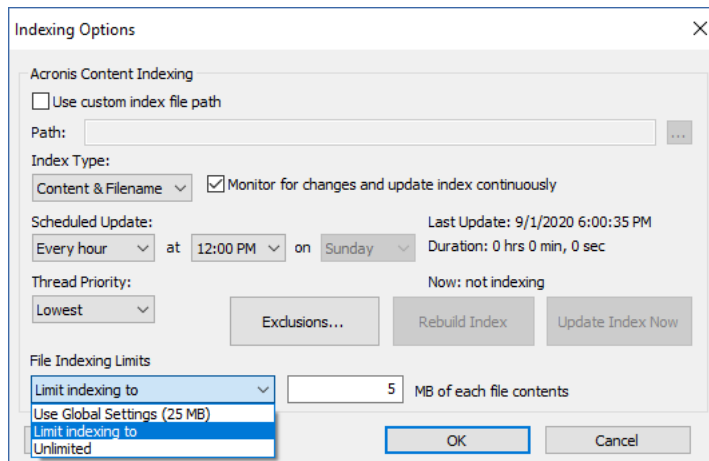 Indexing Options
Acronis Content Indexing
Use custom index file path
Path:
...
Index Type:
Content & Filename
Monitor for changes and update index continuously
Scheduled Update:
Last Update: 9/1/2020 6:00:35 PM
Every hour at 12:00 PM on Sunday
Duration: 0 hrs 0 min, 0 sec
Thread Priority:
Now: not indexing
Lowest
Exclusions...
Rebuild Index
Update Index Now
File Indexing Limits
Limit indexing to
5 MB of each file contents
Use Global Settings (25 MB)
Limit indexing to
Unlimited
OK
Cancel